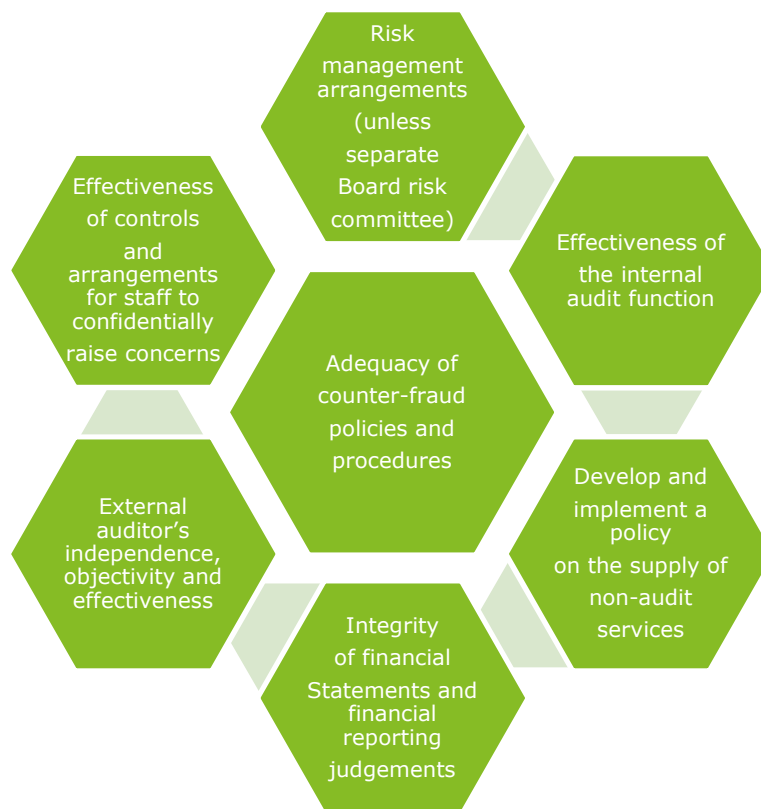 Risk
management
arrangements
(unless
separate
Board risk
committee)
Effectiveness of
the internal
audit function
Develop and
implement a
policy
on the supply of
non-audit
services
Integrity
of financial
Statements and
financial
reporting
judgements
External
auditor’s
independence,
objectivity and
effectiveness
Effectiveness
of controls
and
arrangements
for staff to
confidentially
raise concerns
Adequacy of
counter-fraud
policies and
procedures